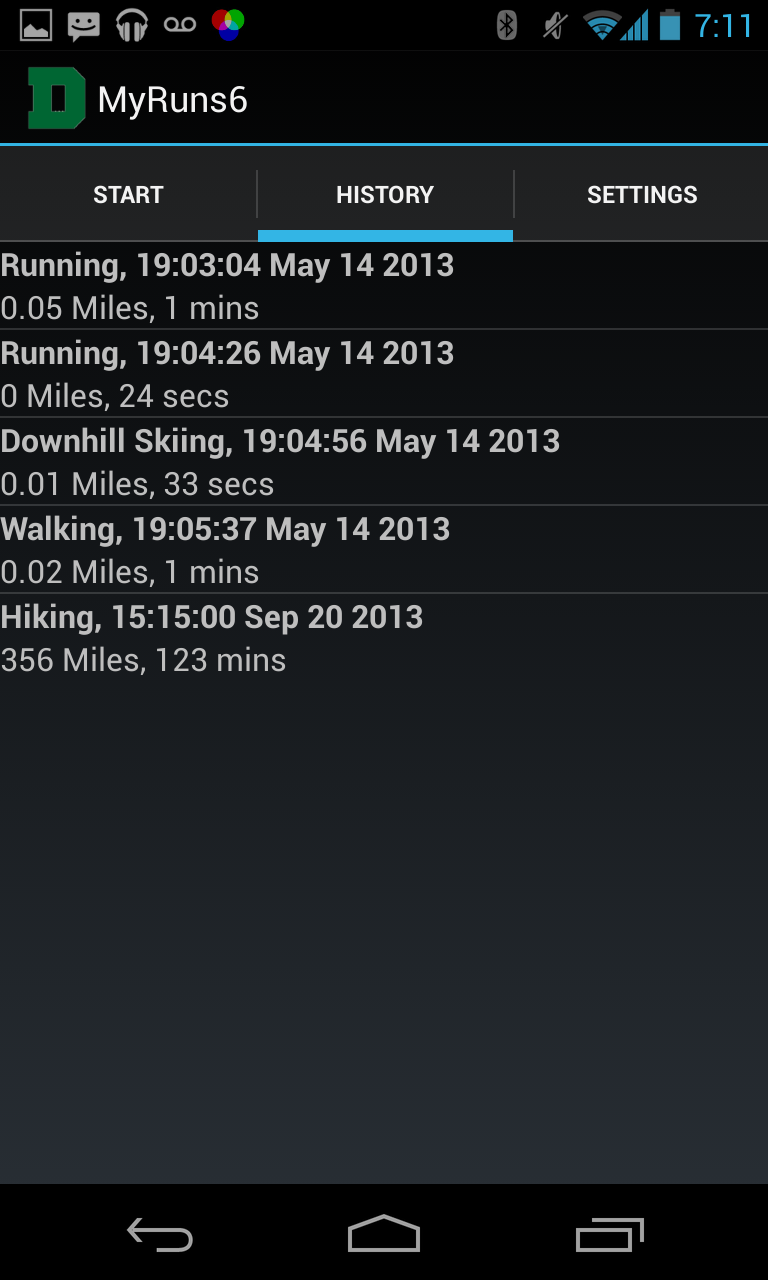 7:11
D MyRuns6
START HISTORY SETTINGS
Running, 19:03:04 May 14 2013
0.05 Miles, 1 mins
Running, 19:04:26 May 14 2013
0 Miles, 24 secs
Downhill Skiing, 19:04:56 May 14 2013
0.01 Miles, 33 secs
Walking, 19:05:37 May 14 2013
0.02 Miles, 1 mins
Hiking, 15:15:00 Sep 20 2013
356 Miles, 123 mins